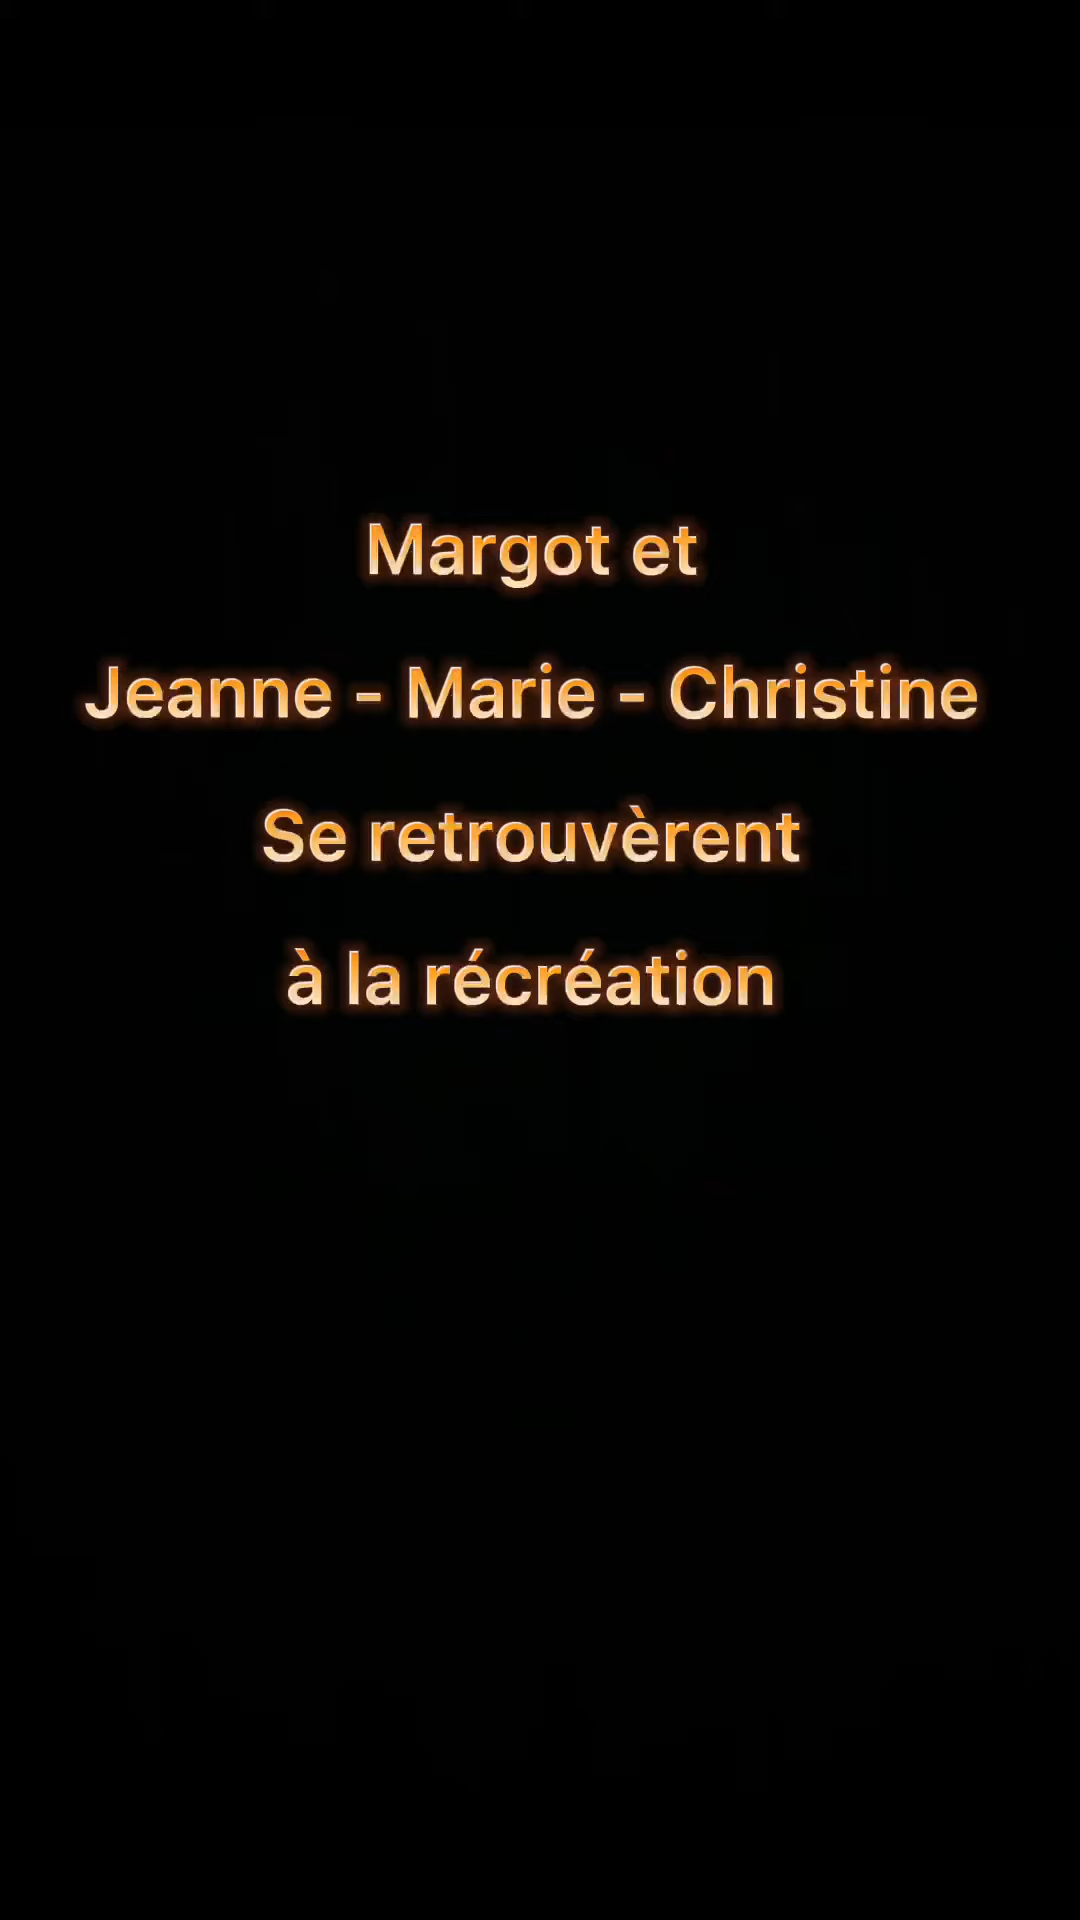 Margot et
Jeanne - Marie - Christine
Se retrouvèrent
à la récréation